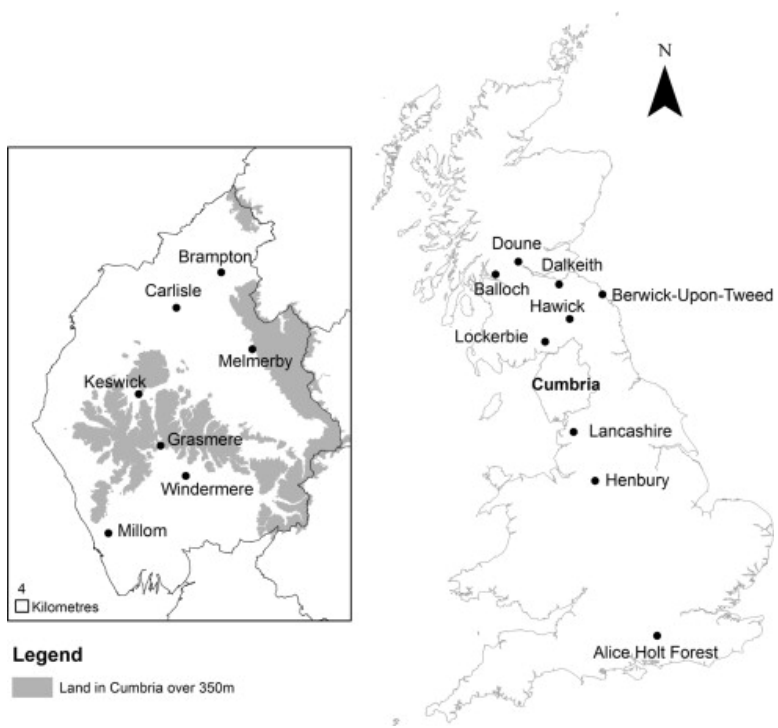 Brampton
Carlisle
Melmerby
Keswick
Grasmere
Windermere
Millom
4
Kilometres
Legend
Land in Cumbria over 350m
N
Doune
Dalkeith
Balloch
Berwick-Upon-Tweed
Hawick
Lockerbie
Cumbria
Lancashire
Henbury
Alice Holt Forest